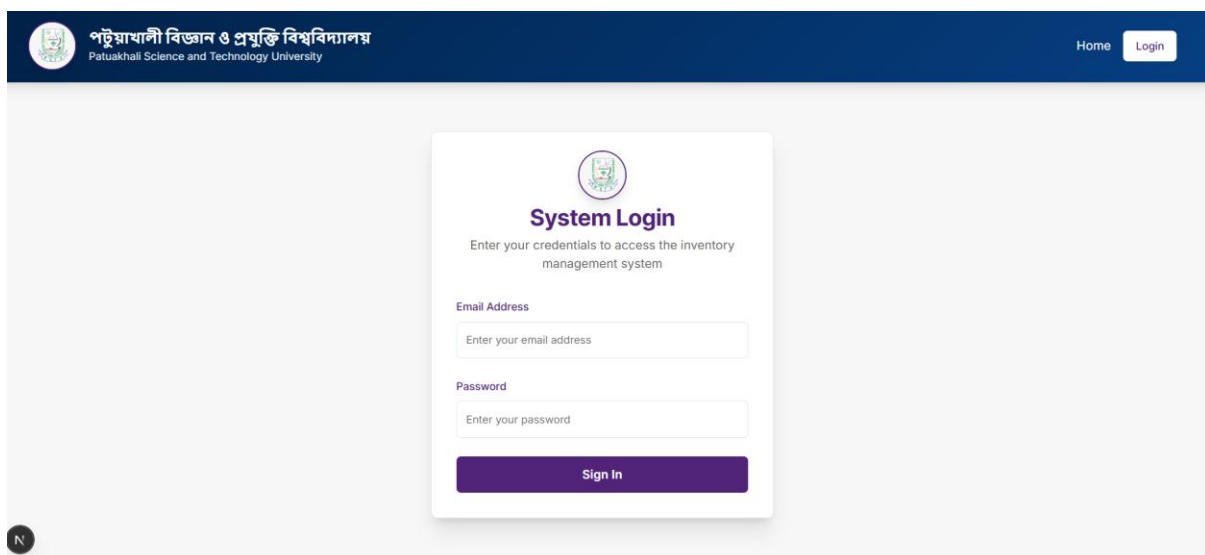 পটুয়াখালী বিজ্ঞান ও প্রযুক্তি বিশ্ববিদ্যালয়
Patuakhali Science and Technology University
Home
Login
System Login
Enter your credentials to access the inventory
management system
Email Address
Enter your email address
Password
Enter your password
Sign In
N